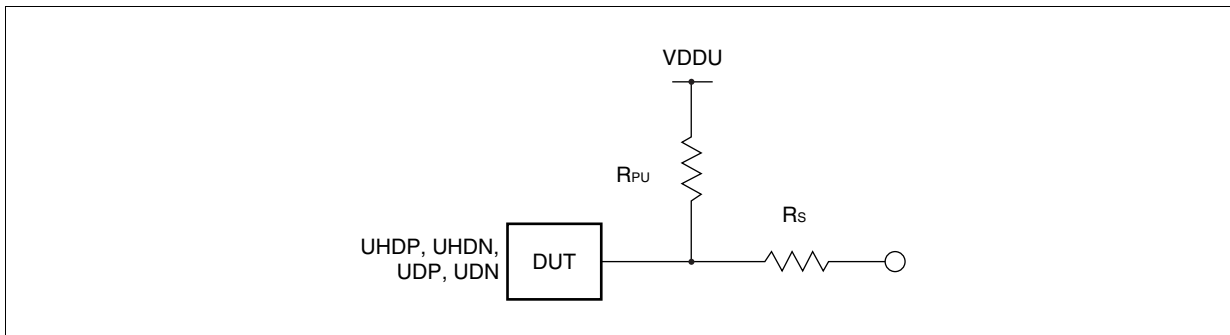 VDDU
RPU
RS
UHDP, UHDN,
UDP, UDN
DUT